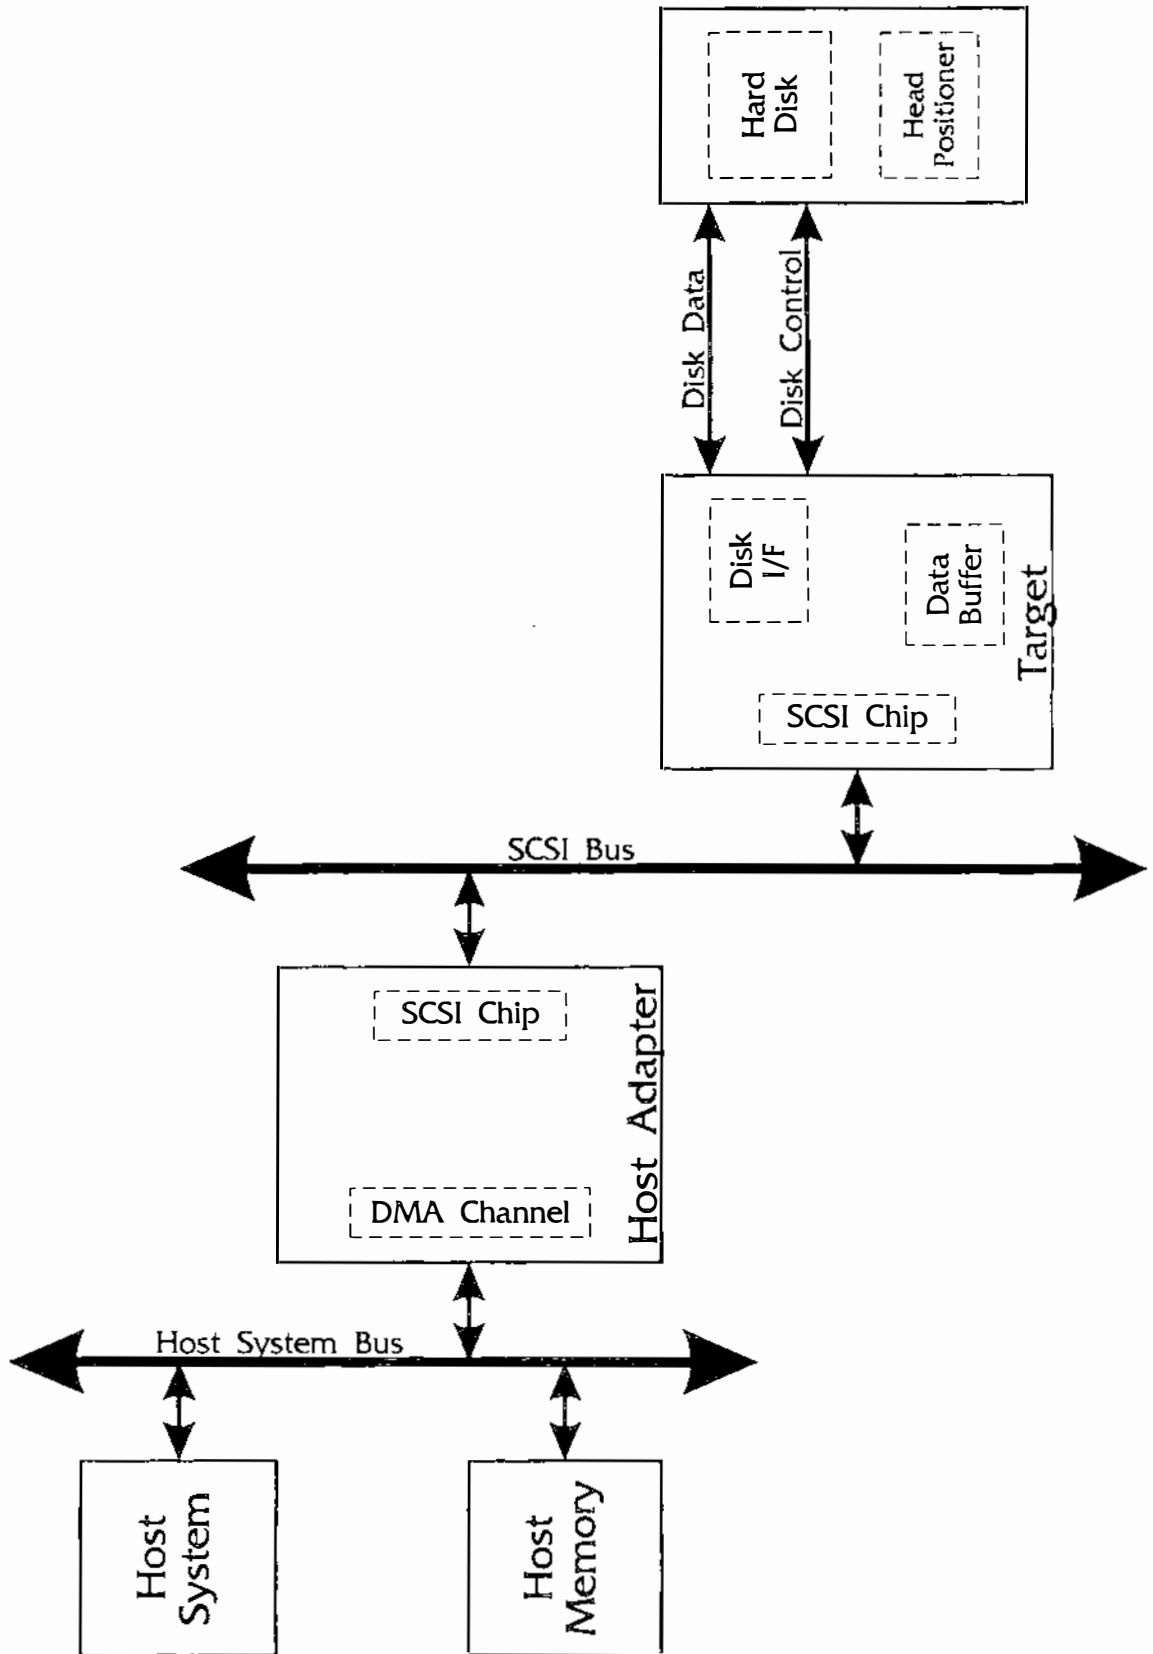 Hard
Disk
Head
Positioner
Disk Data
Disk Control
Disk
I/F
Data
Buffer
Target
SCSI Chip
SCSI Bus
SCSI Chip
Host Adapter
DMA Channel
Host System Bus
Host
System
Host
Memory